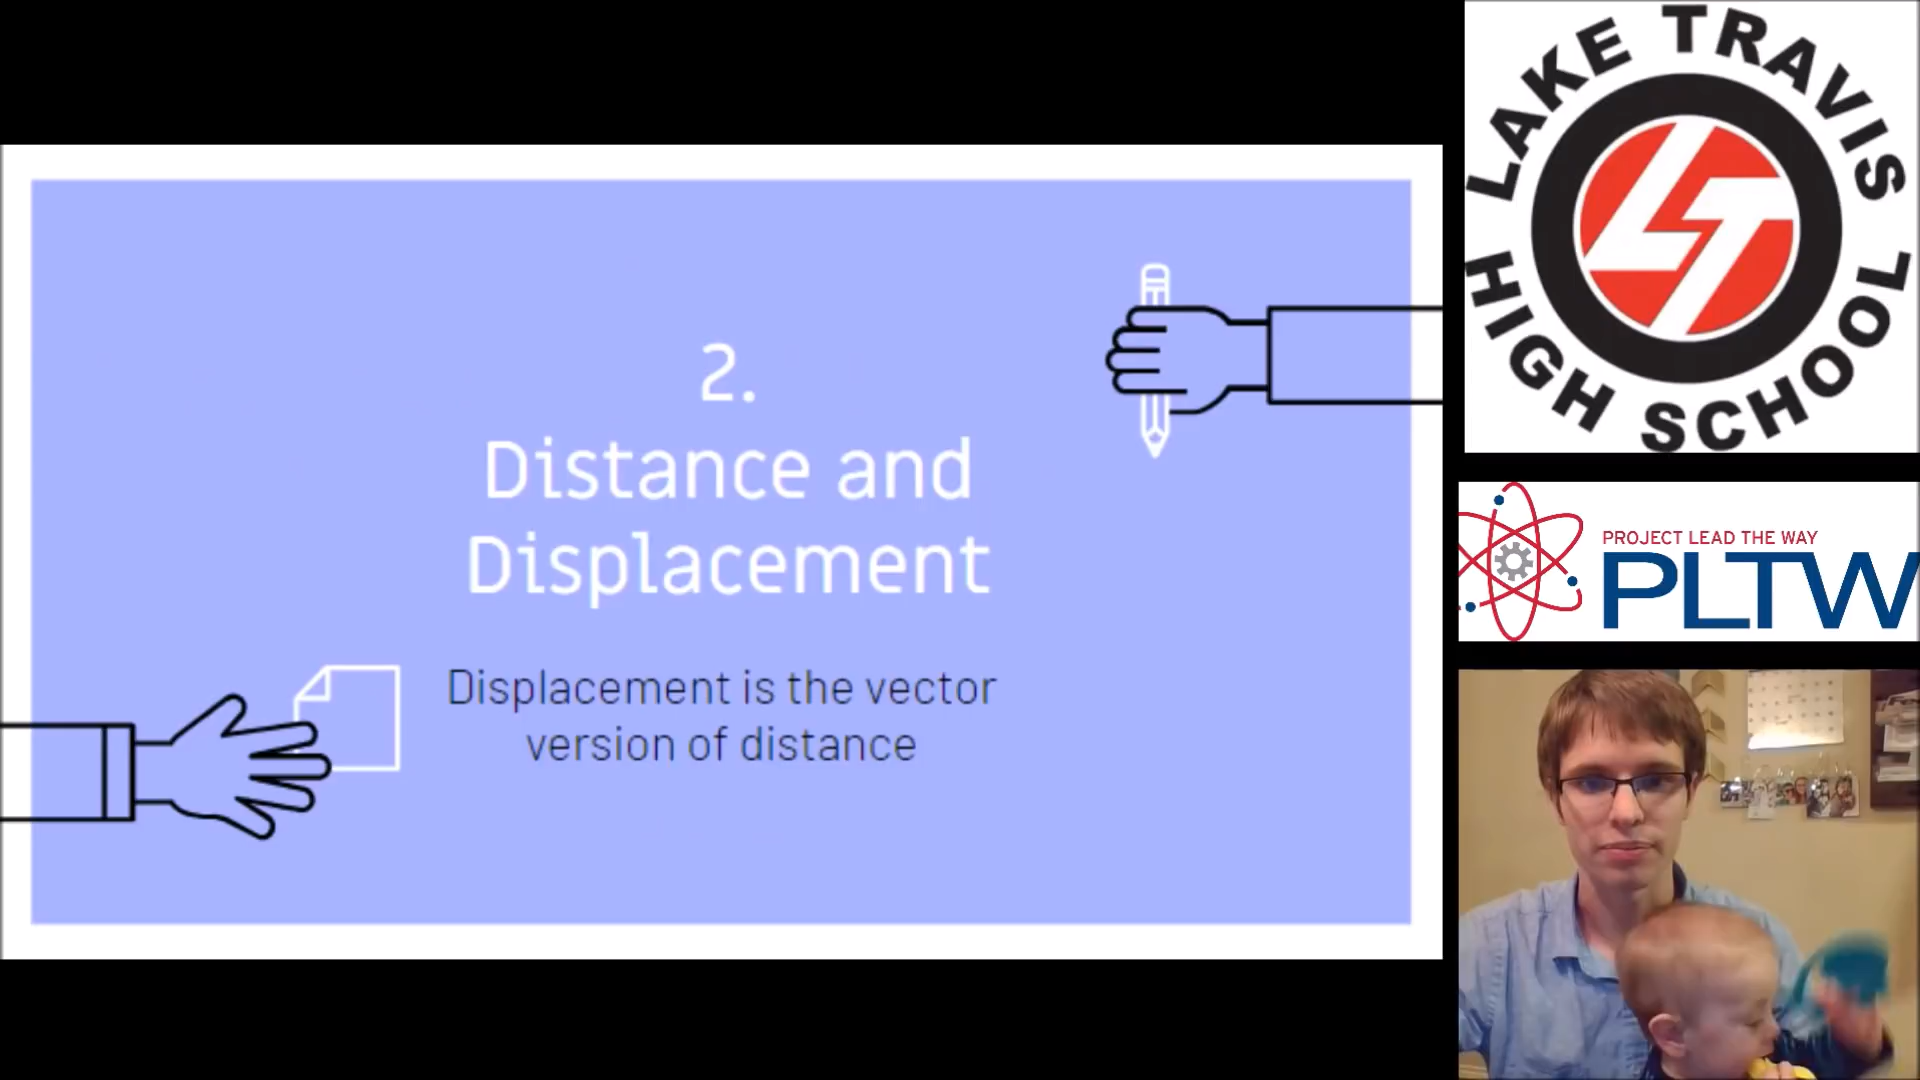 2.
Distance and
Displacement
Displacement is the vector
version of distance
LAKE TRAVIS
HIGH SCHOOL
LT
PROJECT LEAD THE WAY
PLTW